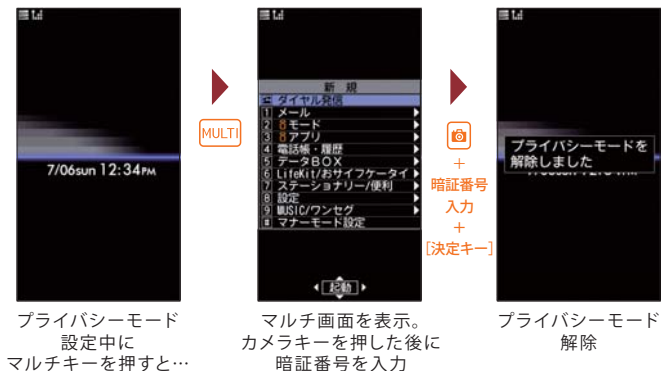 7/06sun 12:34PM
プライバシーモード
設定中に
マルチキーを押すと…
MULTI
新 規
ダイヤル発信
1 メール
2 iモード
3 iアプリ
4 電話帳・履歴
5 データBOX
6 LifeKit/おサイフケータイ
7 ステーショナリー/便利
8 設定
9 MUSIC/ワンセグ
# マナーモード設定
起動
マルチ画面を表示。
カメラキーを押した後に
暗証番号を入力
+
暗証番号
入力
+
[決定キー]
プライバシーモードを
解除しました
プライバシーモード
解除